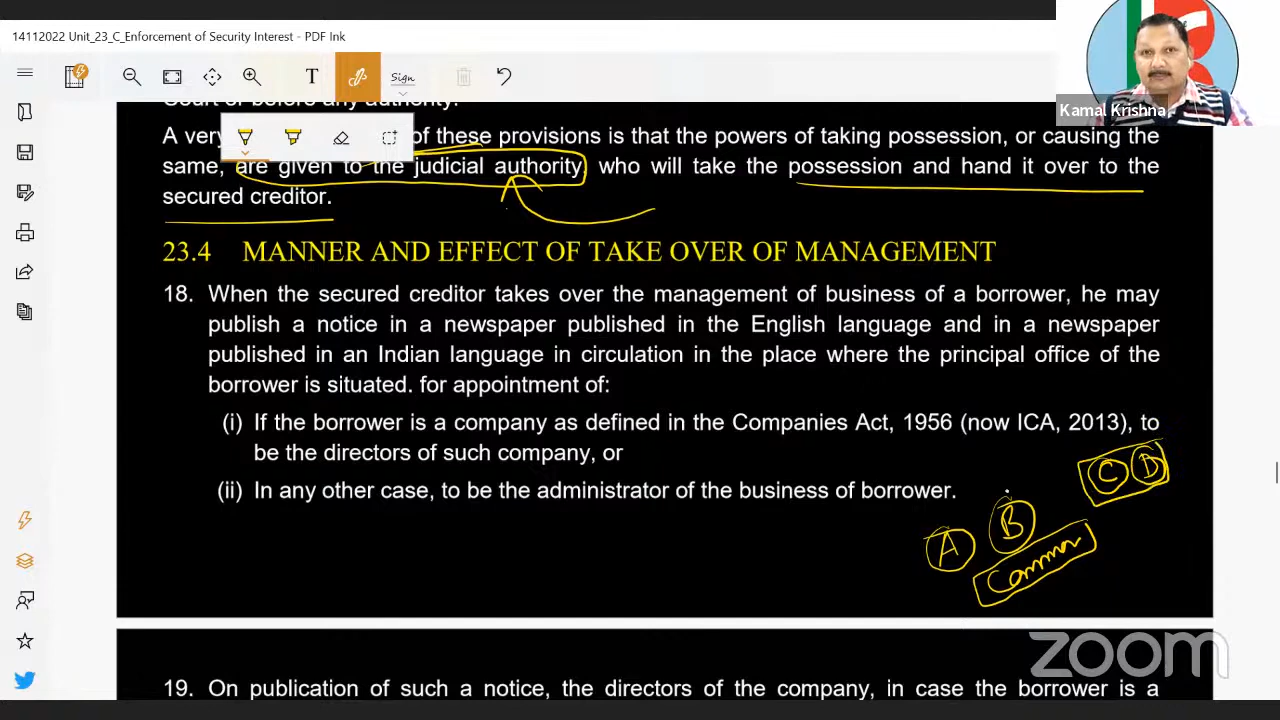 14112022 Unit_23_C_Enforcement of Security Interest - PDF Ink
T
Sign
Kamal Krishna
Court or before any authority.
A very of these provisions is that the powers of taking possession, or causing the
same, are given to the judicial authority who will take the possession and hand it over to the
secured creditor.
23.4 MANNER AND EFFECT OF TAKE OVER OF MANAGEMENT
18. When the secured creditor takes over the management of business of a borrower, he may
publish a notice in a newspaper published in the English language and in a newspaper
published in an Indian language in circulation in the place where the principal office of the
borrower is situated. for appointment of:
(i) If the borrower is a company as defined in the Companies Act, 1956 (now ICA, 2013), to
be the directors of such company, or
(ii) In any other case, to be the administrator of the business of borrower.
C D
A B
Common
zoom
19. On publication of such a notice, the directors of the company, in case the borrower is a